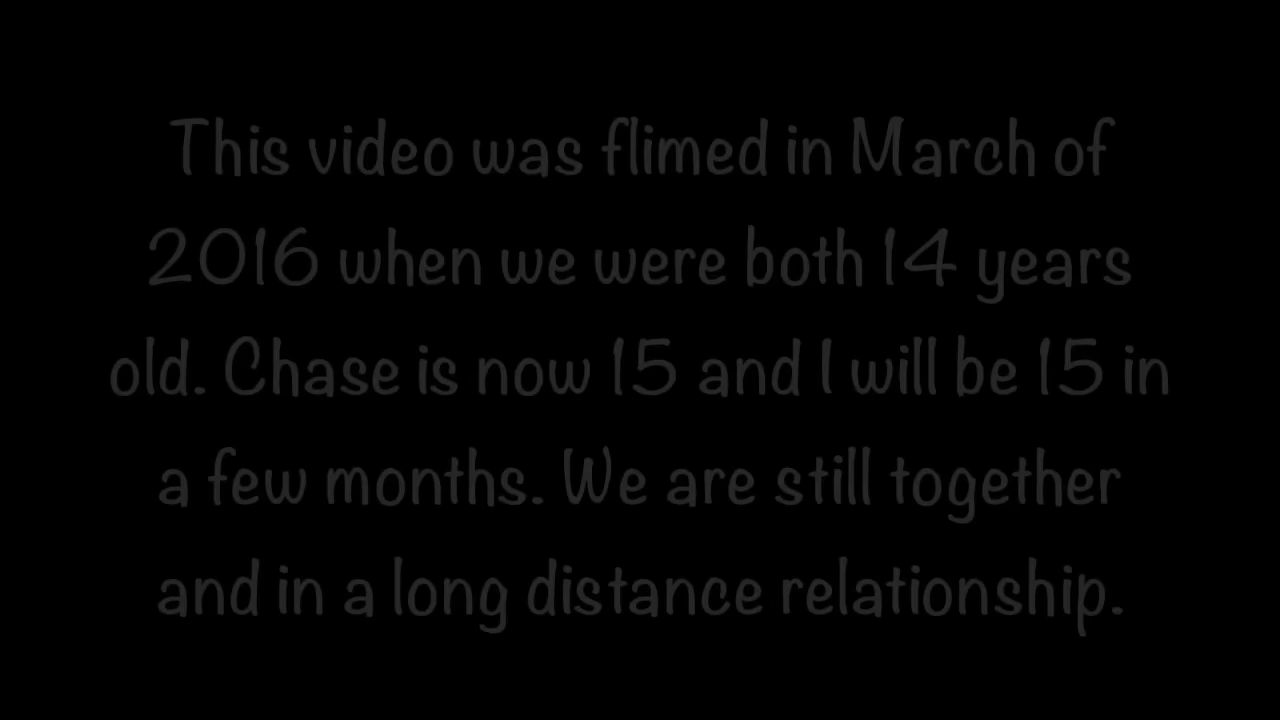 This video was flimed in March of
2016 when we were both 14 years
old. Chase is now 15 and I will be 15 in
a few months. We are still together
and in a long distance relationship.